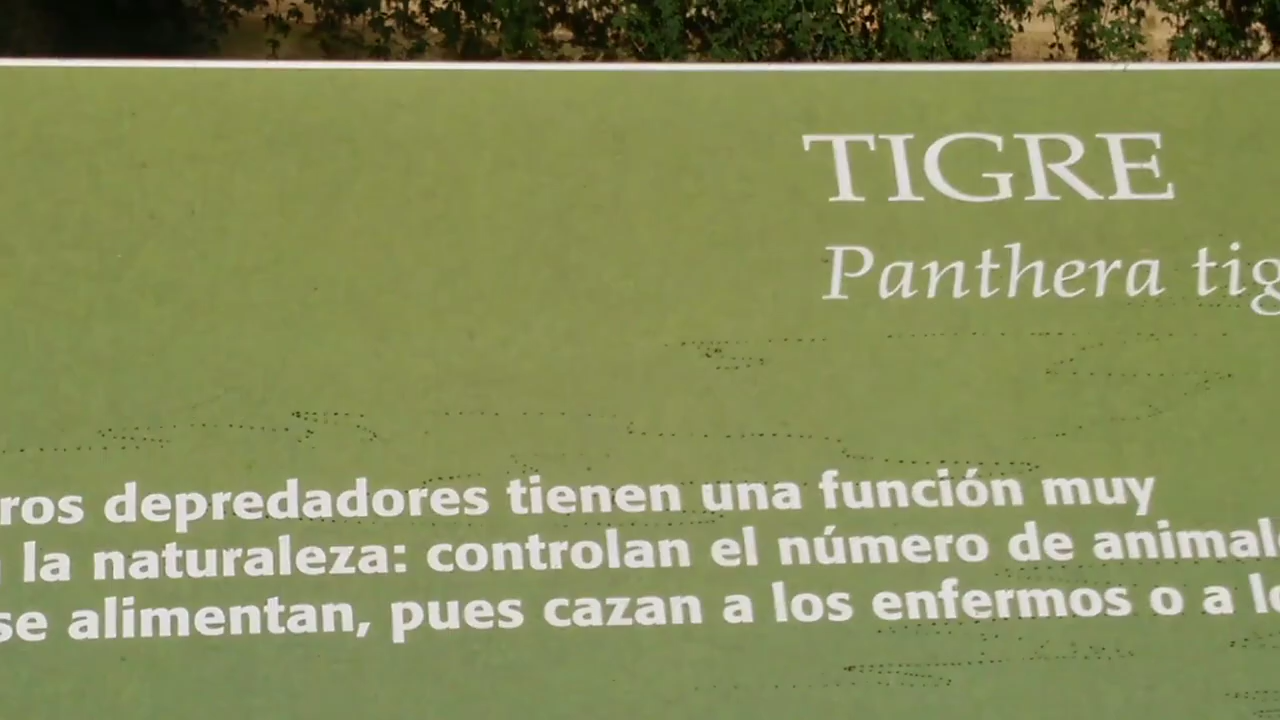 TIGRE
Panthera
depredadores tienen una función muy
la naturaleza: controlan el número de
se alimentan, pues cazan a los enfermos o a